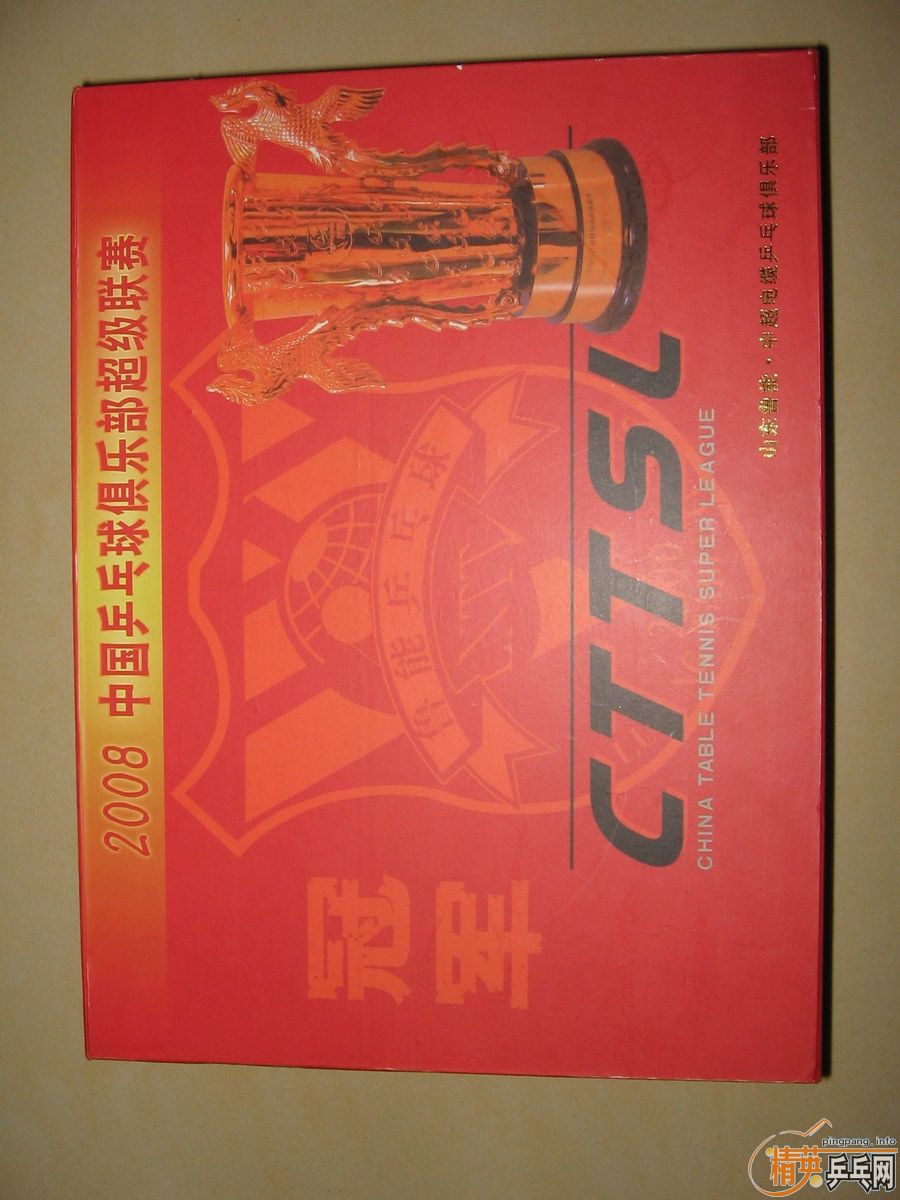 2008 中国乒乓球俱乐部超级联赛
冠
军
鲁能乒乓球
CTTSL
CHINA TABLE TENNIS SUPER LEAGUE
山东鲁能·中超电缆乒乓球俱乐部
pingpang.info
精英乒乓网